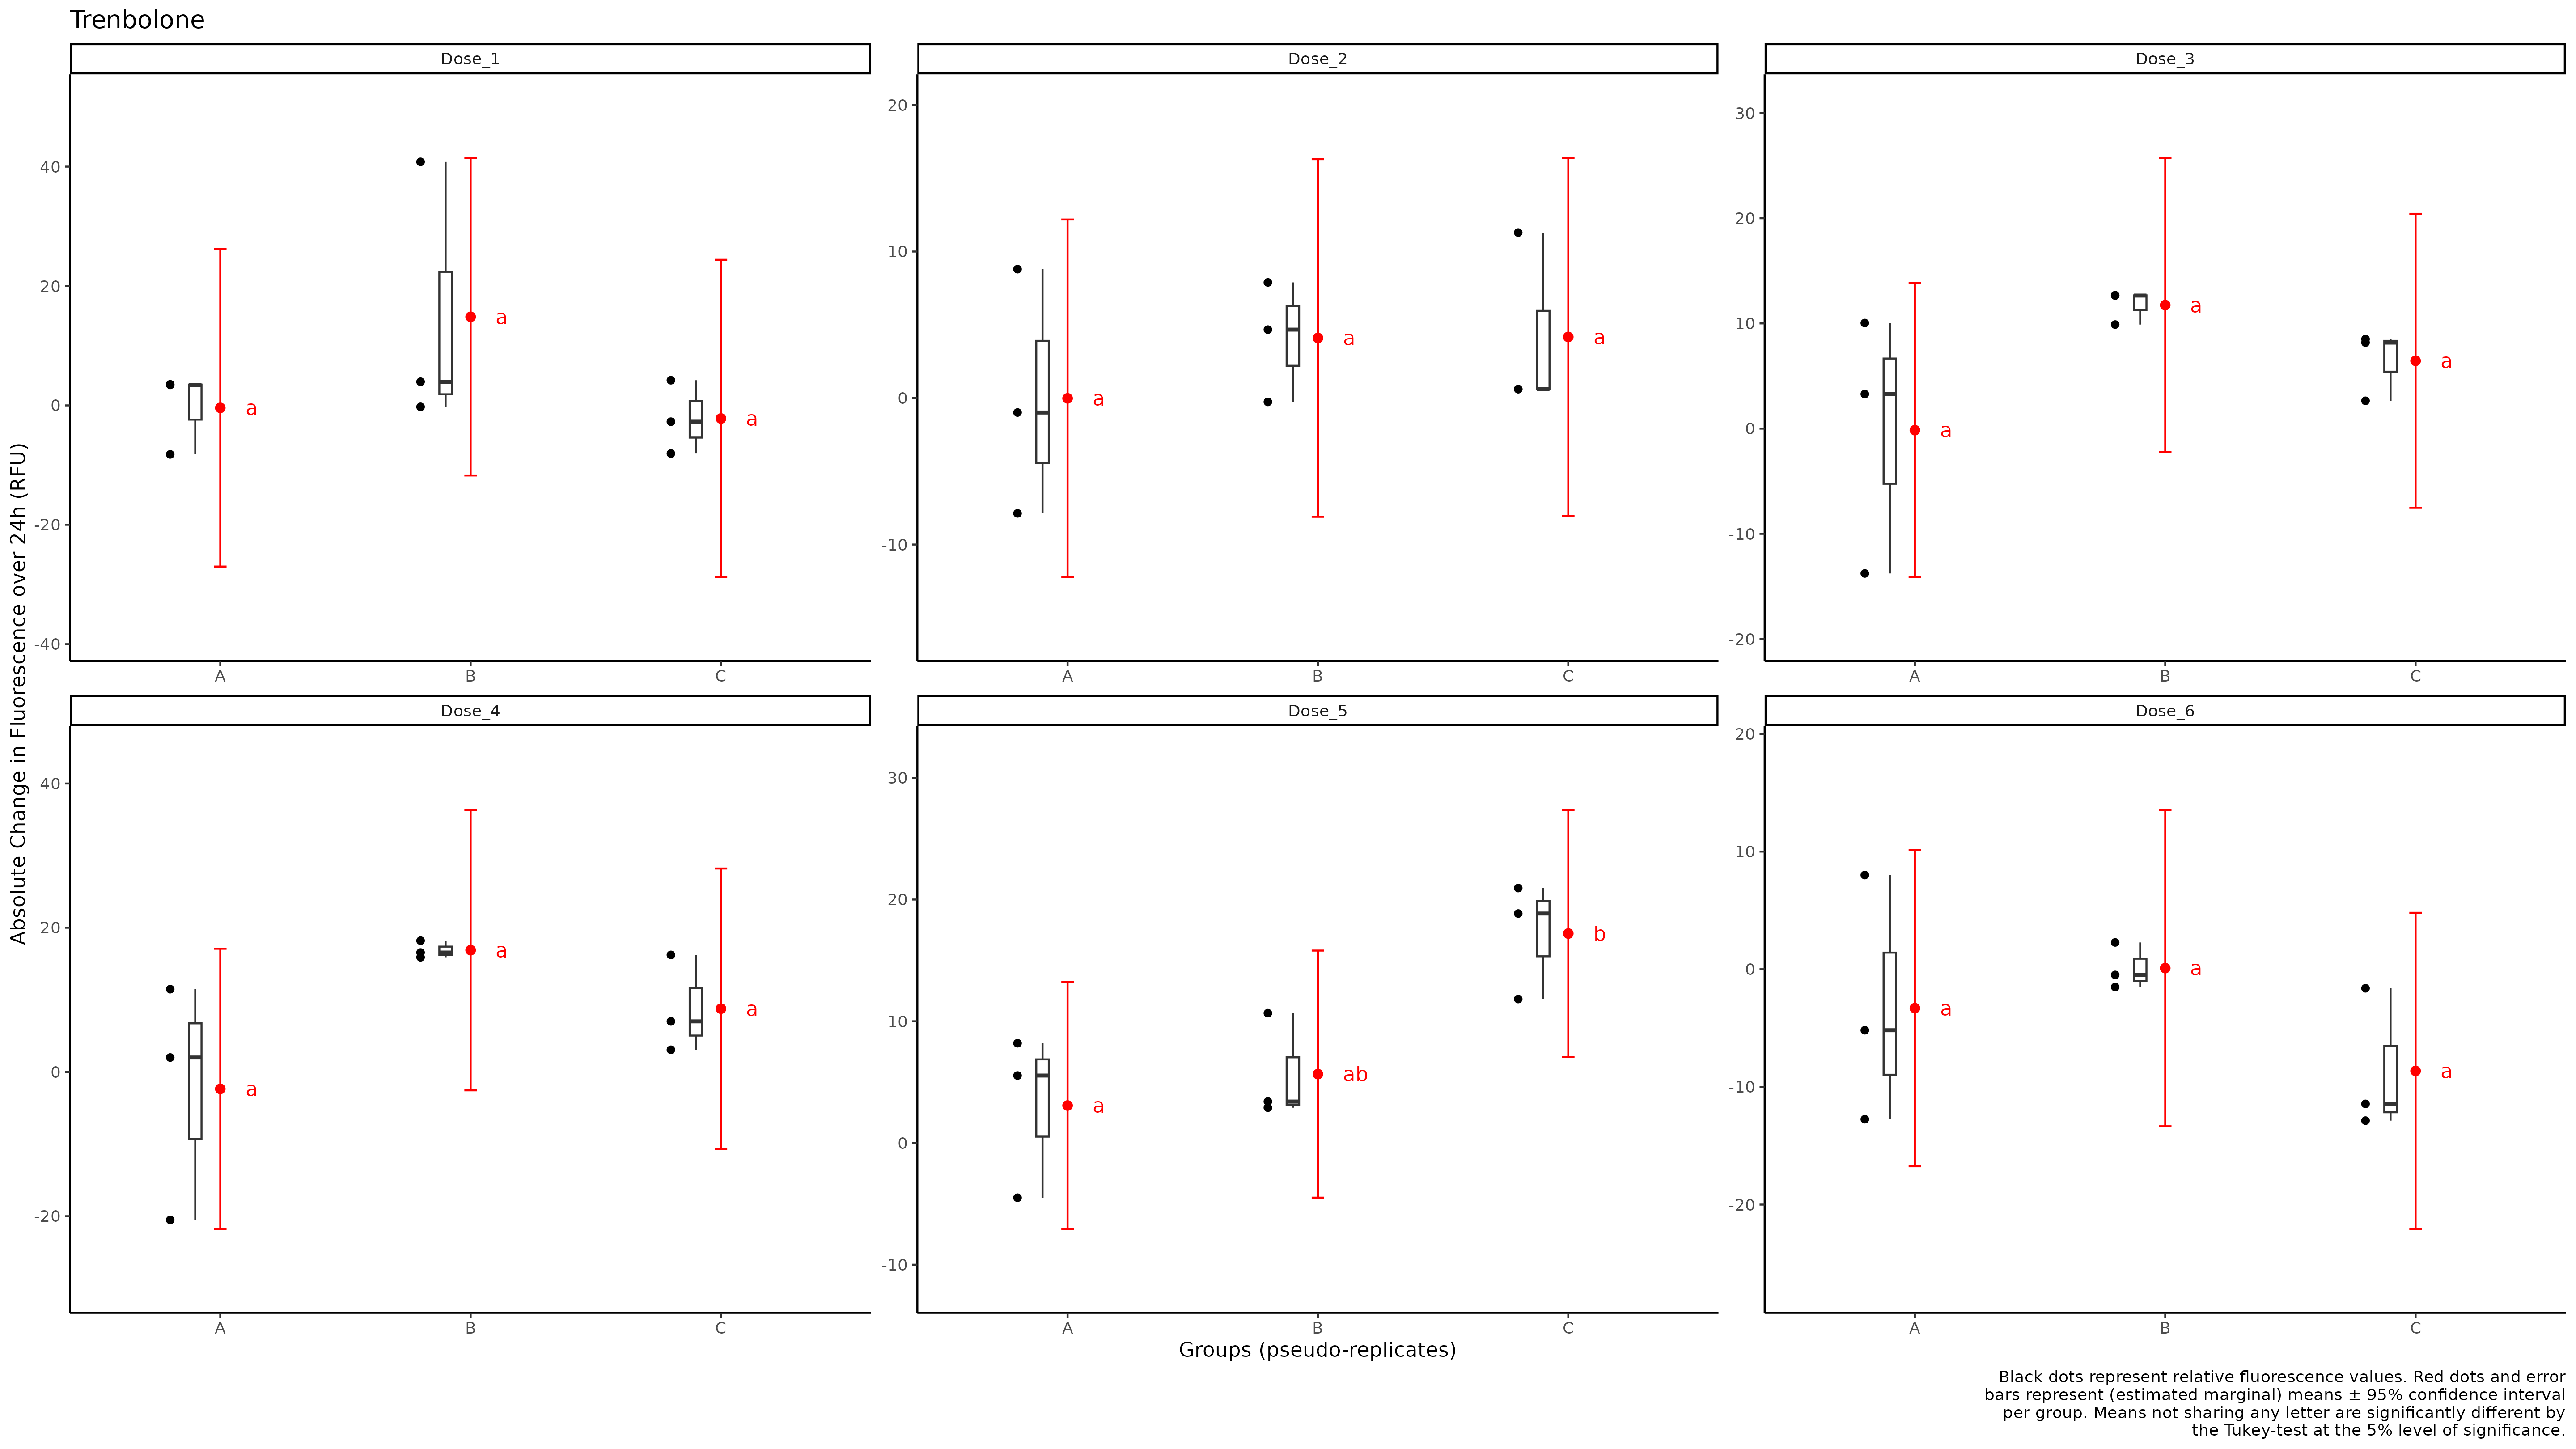 Trenbolone
Absolute Change in Fluorescence over 24h (RFU)
Dose_1
40
20
0
-20
-40
a
a
a
A
B
C
Dose_2
20
10
0
-10
a
a
a
A
B
C
Dose_3
30
20
10
0
-10
-20
a
a
a
A
B
C
Dose_4
40
20
0
-20
a
a
a
A
B
C
Dose_5
30
20
10
0
-10
a
ab
b
A
B
C
Dose_6
20
10
0
-10
-20
a
a
a
A
B
C
Groups (pseudo-replicates)
Black dots represent relative fluorescence values. Red dots and error
bars represent (estimated marginal) means ± 95% confidence interval
per group. Means not sharing any letter are significantly different by
the Tukey-test at the 5% level of significance.